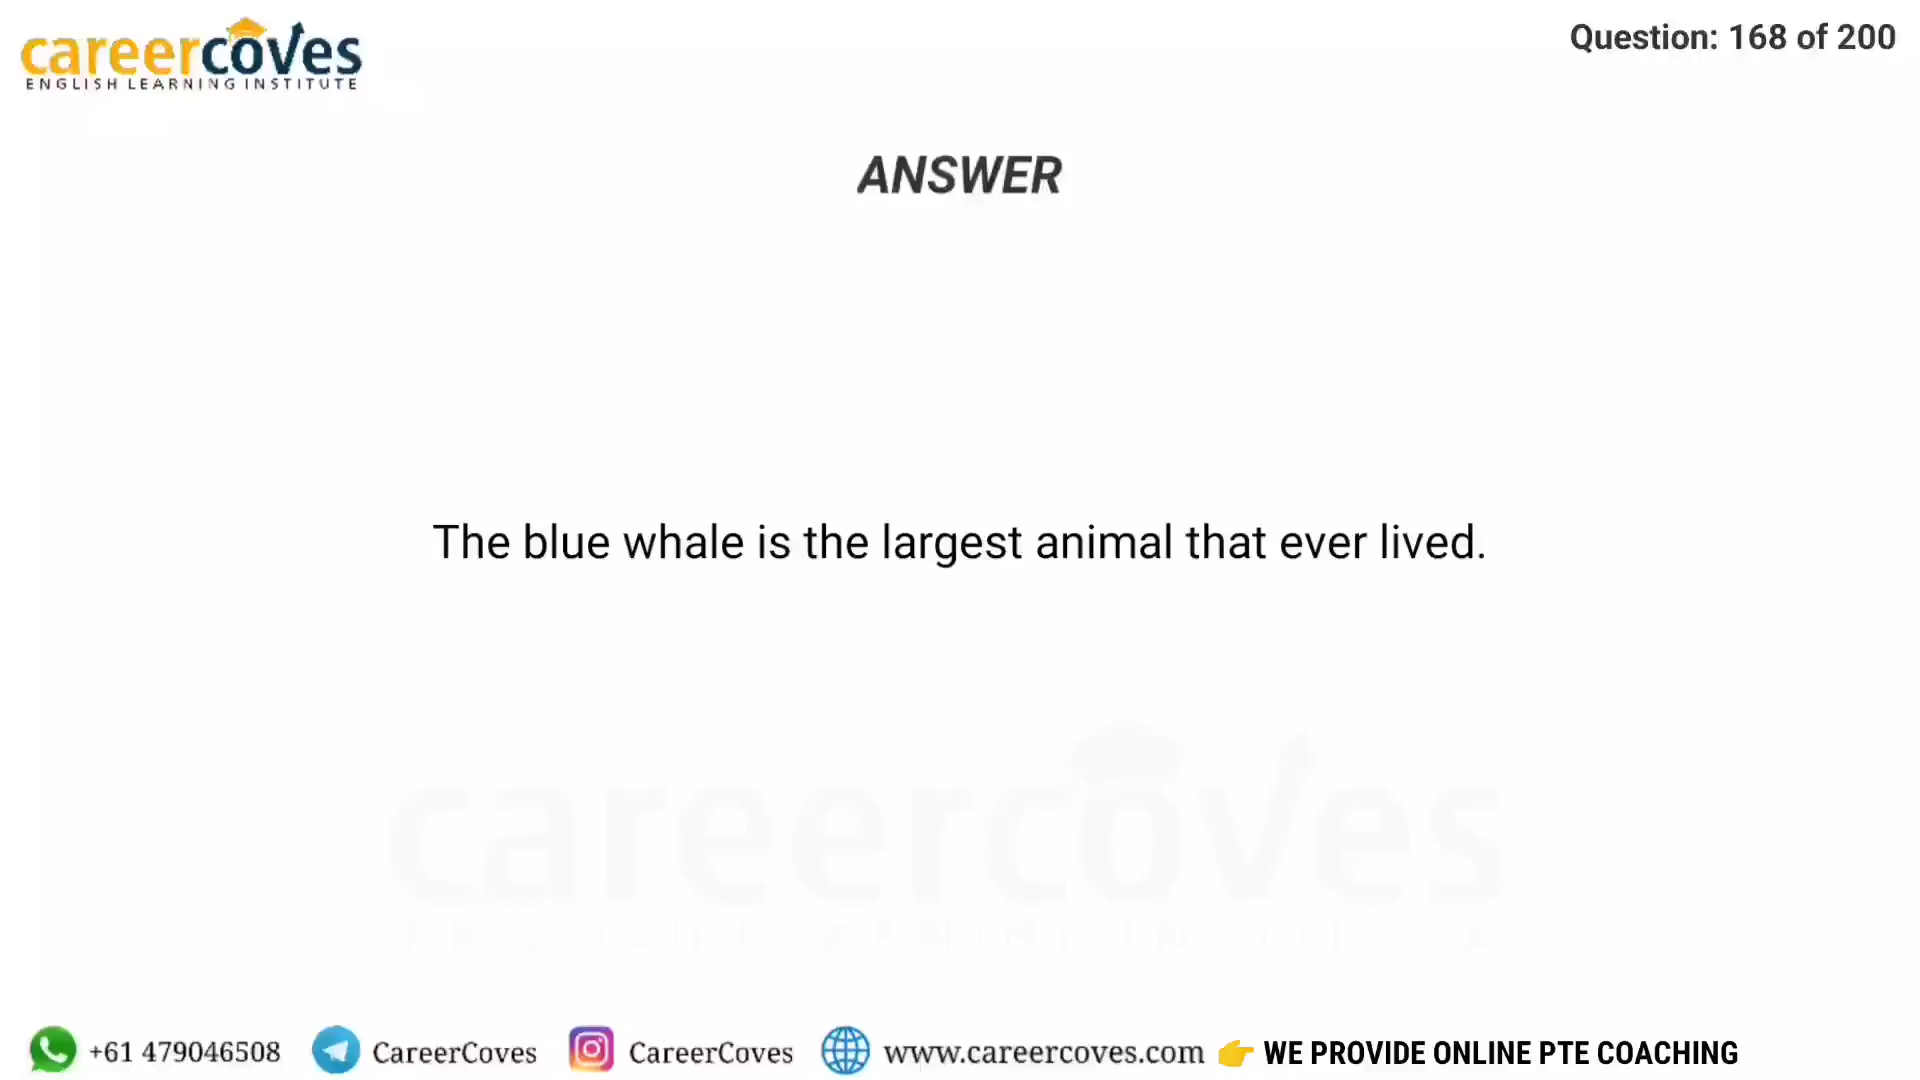 careercoves
ENGLISH LEARNING INSTITUTE
Question: 168 of 200
ANSWER
The blue whale is the largest animal that ever lived.
careercoves
+61 479046508 CareerCoves CareerCoves www.careercoves.com 👉 WE PROVIDE ONLINE PTE COACHING